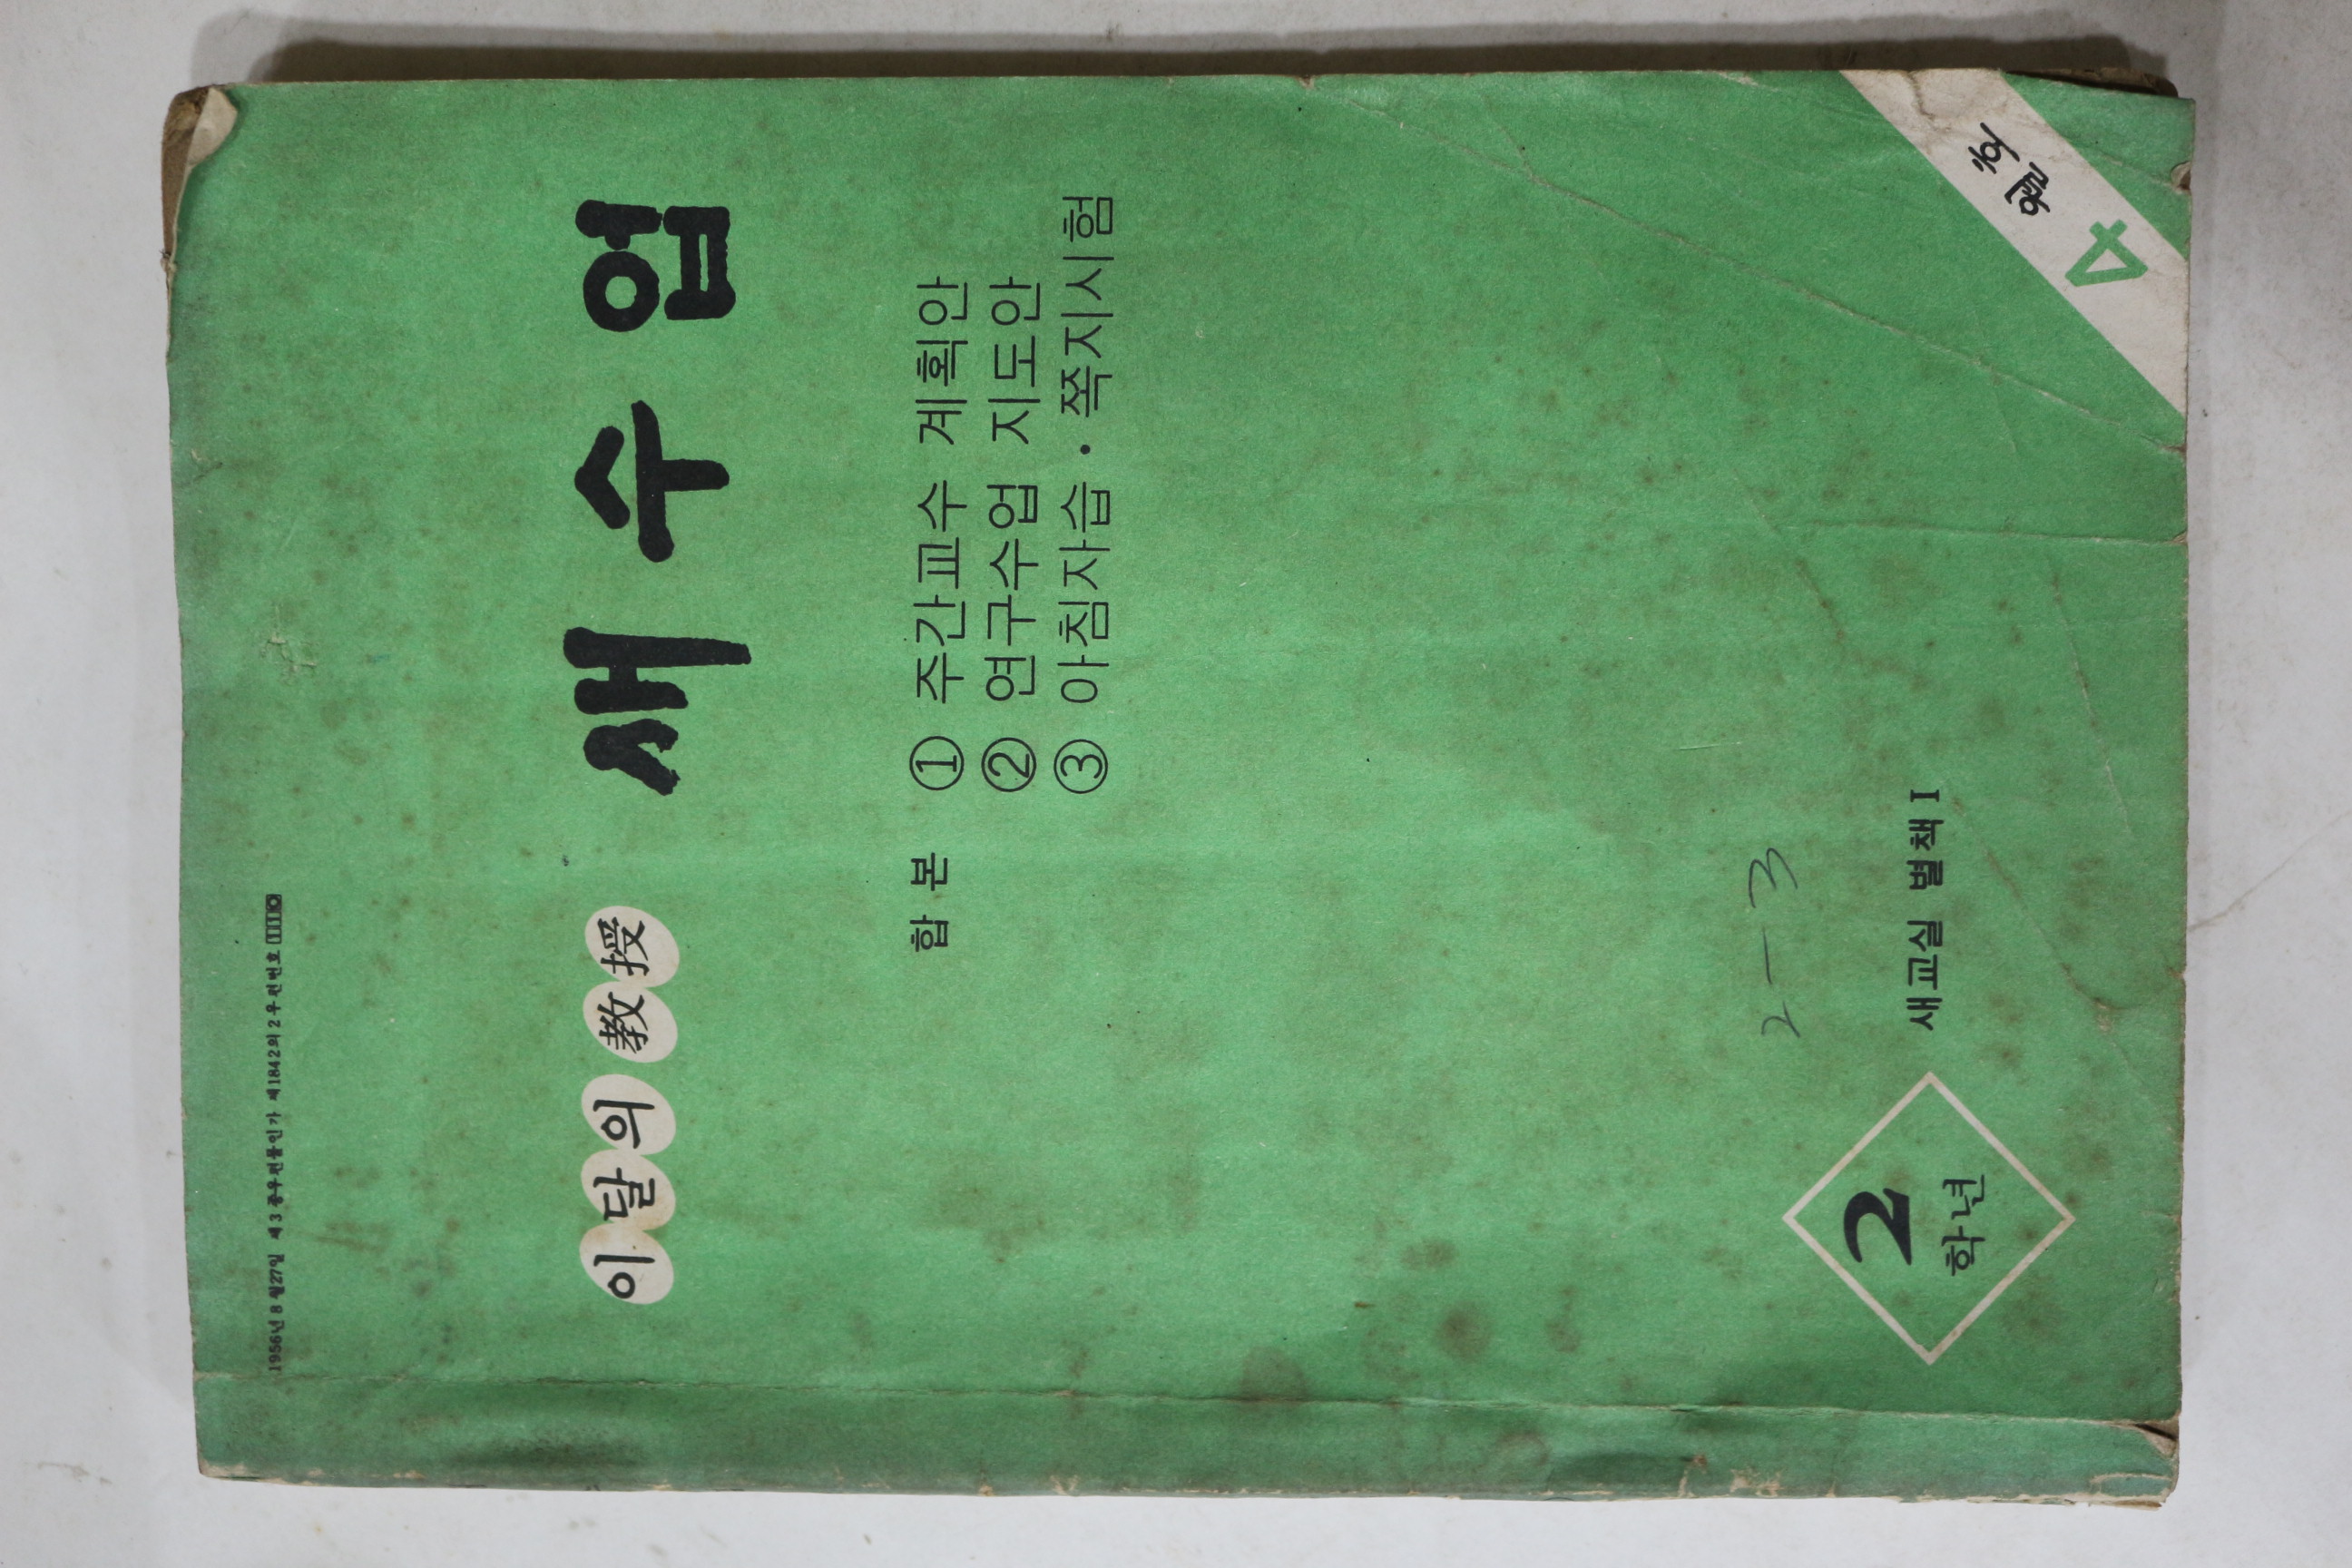 1956년 8월27일 제3종우편물인가 제1842의2우편번호 1110
이달의 教授 새수업
합본 ① 주간교수 계획안
② 연구수업 지도안
③ 아침자습·쪽지시험
2-3
새교실 별책 I
2
학년
4
월호